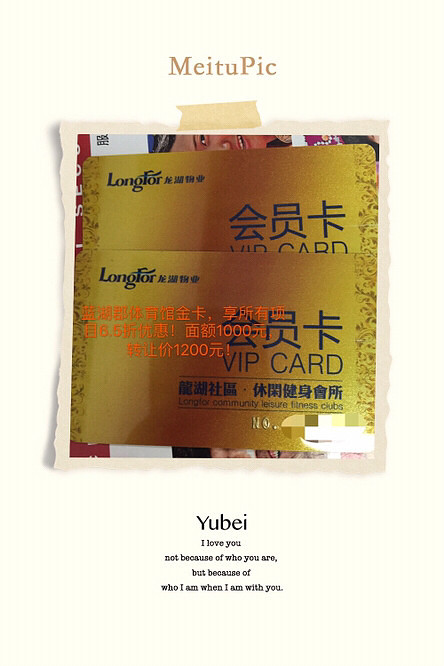 MeituPic
服
Longfor 龙湖物业
会员卡
VIP CARD
Longfor 龙湖物业
蓝湖郡体育馆金卡，享所有项
目6.5折优惠！面额1000元，
转让价1200元！
会员卡
VIP CARD
龍湖社區·休閑健身會所
Longfor community leisure fitness clubs
NO.
Yubei
I love you
not because of who you are,
but because of
who I am when I am with you.